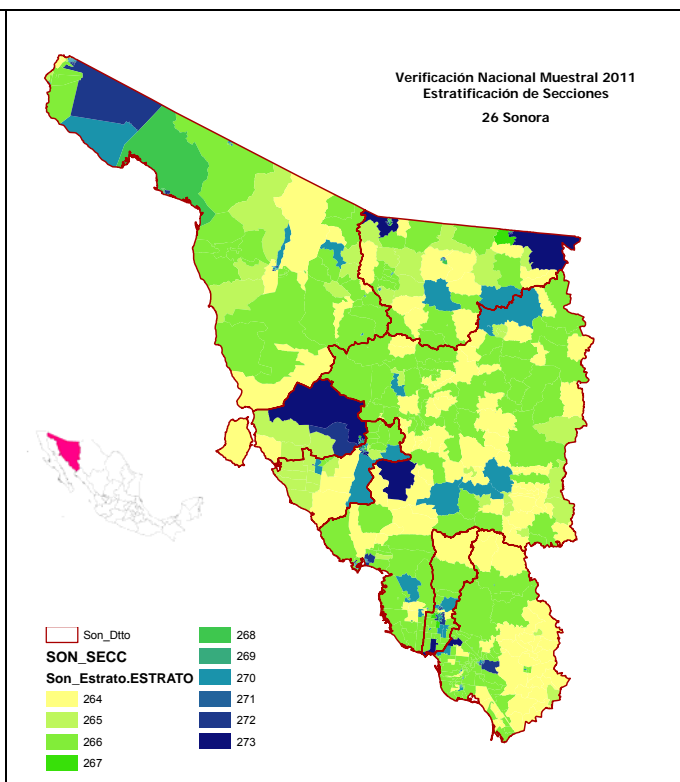 Verificación Nacional Muestral 2011
Estratificación de Secciones
26 Sonora
Son_Dtto
SON_SECC
Son_Estrato.ESTRATO
264
265
266
267
268
269
270
271
272
273